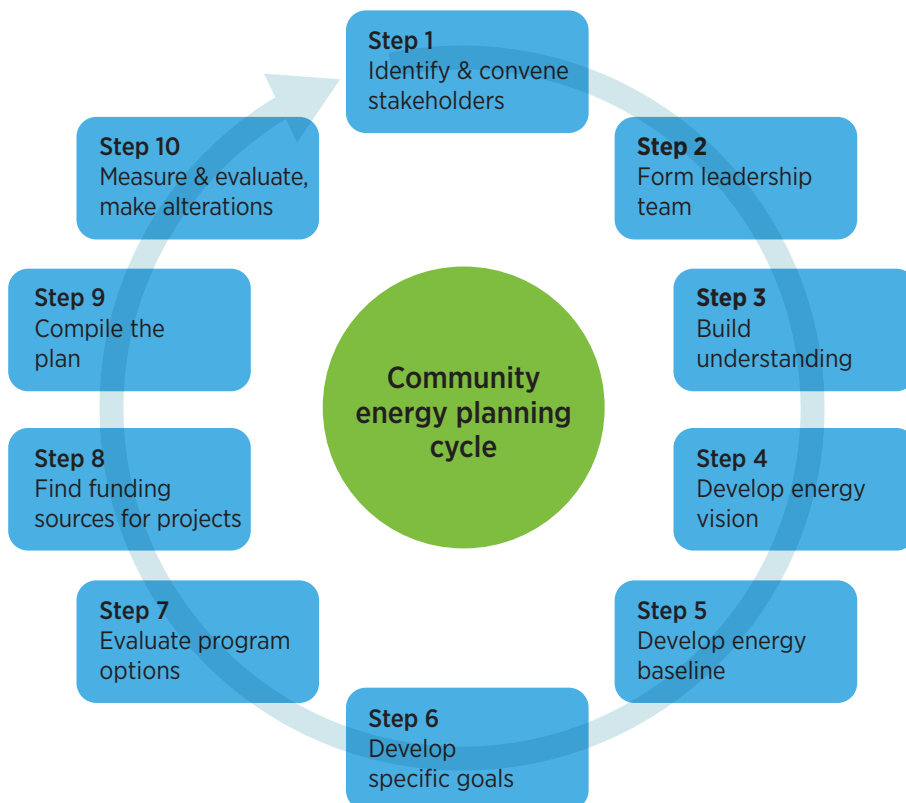 Step 1
Identify & convene
stakeholders
Step 2
Form leadership
team
Step 3
Build
understanding
Step 4
Develop energy
vision
Step 5
Develop energy
baseline
Step 6
Develop
specific goals
Step 7
Evaluate program
options
Step 8
Find funding
sources for projects
Step 9
Compile the
plan
Step 10
Measure & evaluate,
make alterations
Community
energy planning
cycle